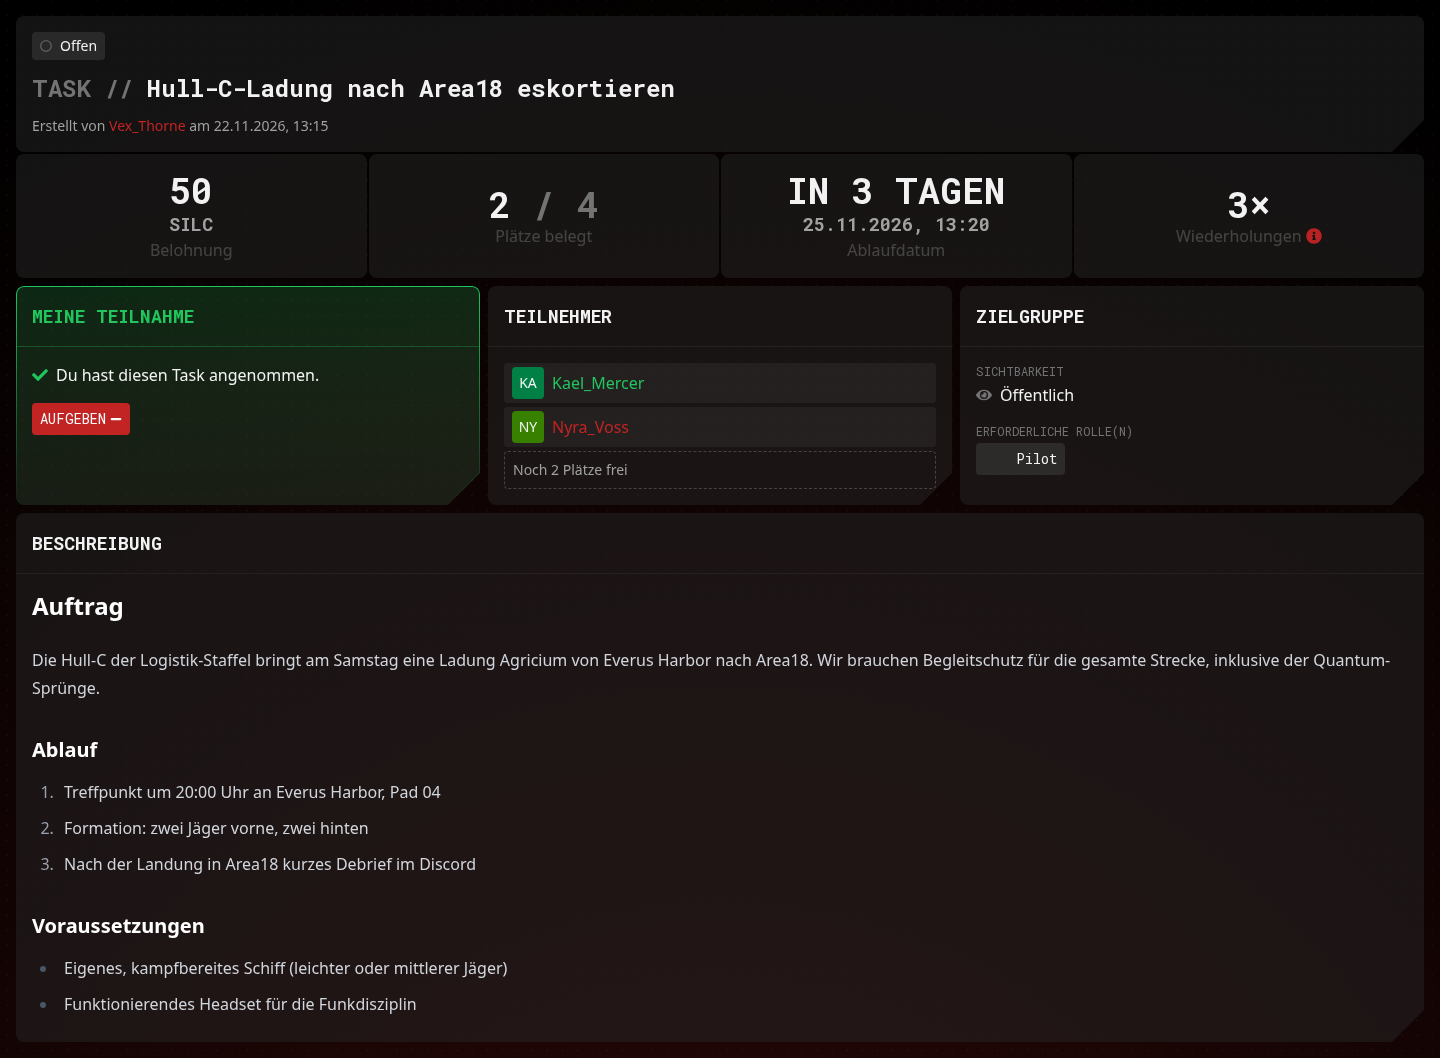 Offen
TASK // Hull-C-Ladung nach Area18 eskortieren
Erstellt von Vex_Thorne am 22.11.2026, 13:15
50
SILC
Belohnung
2 / 4
Plätze belegt
IN 3 TAGEN
25.11.2026, 13:20
Ablaufdatum
3×
Wiederholungen
MEINE TEILNAHME
Du hast diesen Task angenommen.
AUFGEBEN
TEILNEHMER
KA Kael_Mercer
NY Nyra_Voss
Noch 2 Plätze frei
ZIELGRUPPE
SICHTBARKEIT
Öffentlich
ERFORDERLICHE ROLLE(N)
Pilot
BESCHREIBUNG
Auftrag
Die Hull-C der Logistik-Staffel bringt am Samstag eine Ladung Agricium von Everus Harbor nach Area18. Wir brauchen Begleitschutz für die gesamte Strecke, inklusive der Quantum-
Sprünge.
Ablauf
1. Treffpunkt um 20:00 Uhr an Everus Harbor, Pad 04
2. Formation: zwei Jäger vorne, zwei hinten
3. Nach der Landung in Area18 kurzes Debrief im Discord
Voraussetzungen
• Eigenes, kampfbereites Schiff (leichter oder mittlerer Jäger)
• Funktionierendes Headset für die Funkdisziplin